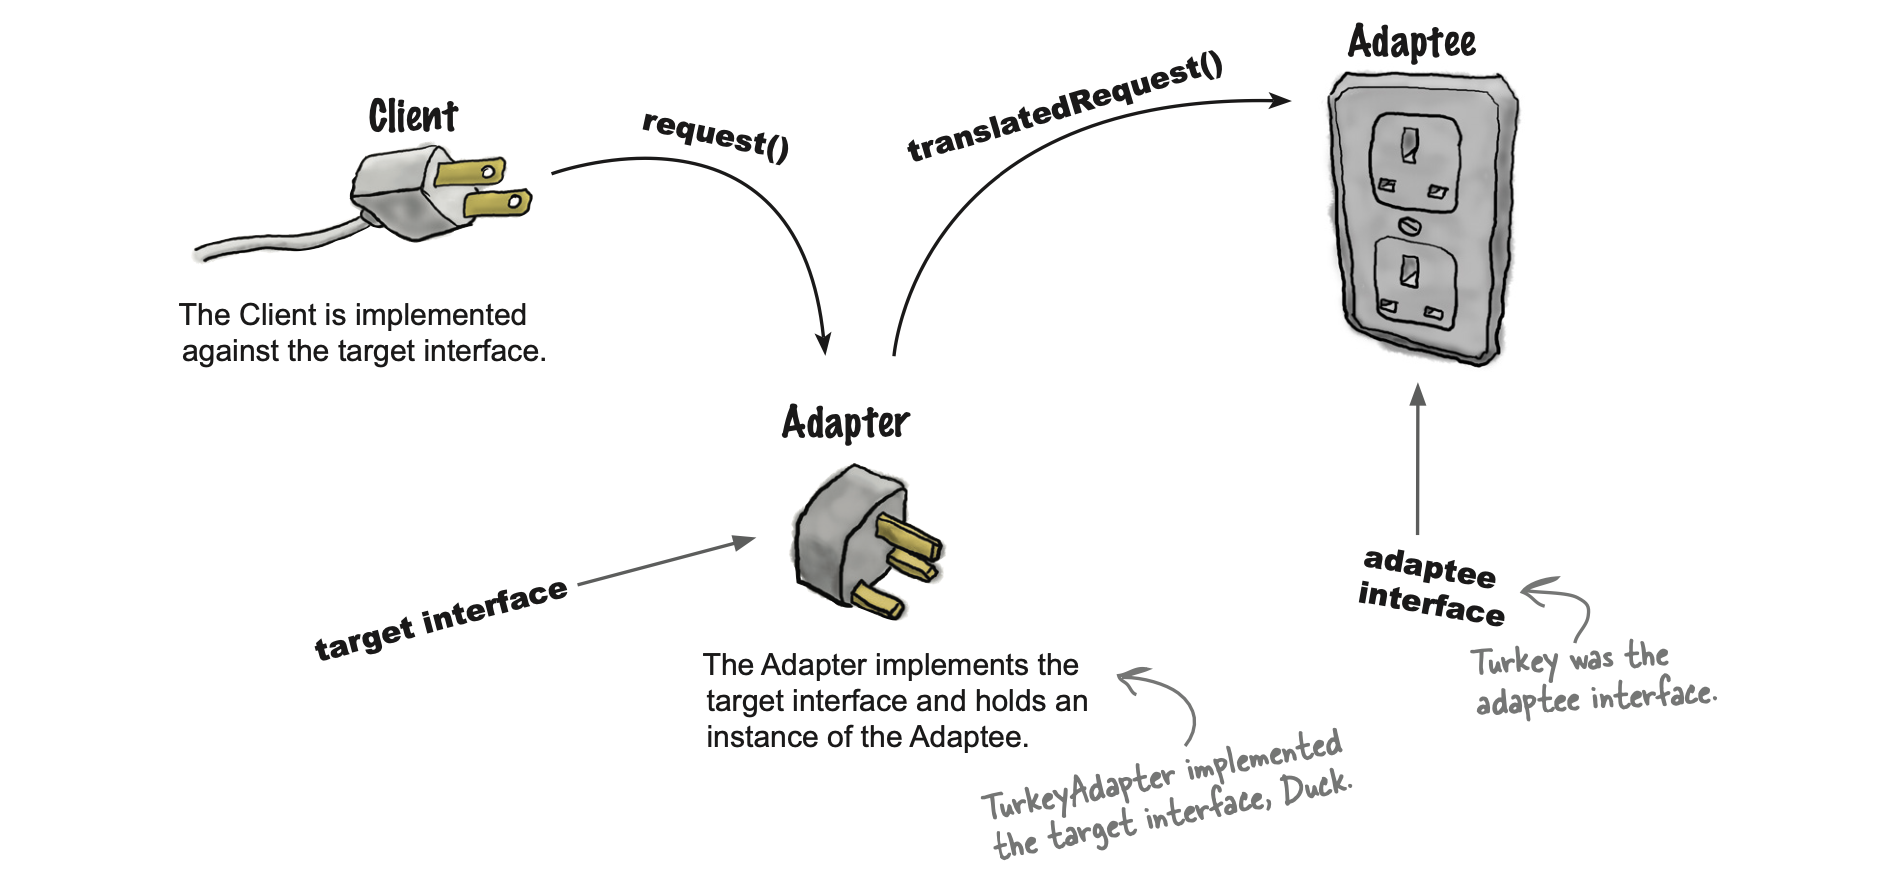 Adaptee
Client
request()
translatedRequest()
The Client is implemented
against the target interface.
Adapter
target interface
adaptee
interface
Turkey was the
adaptee interface.
The Adapter implements the
target interface and holds an
instance of the Adaptee.
TurkeyAdapter implemented
the target interface, Duck.